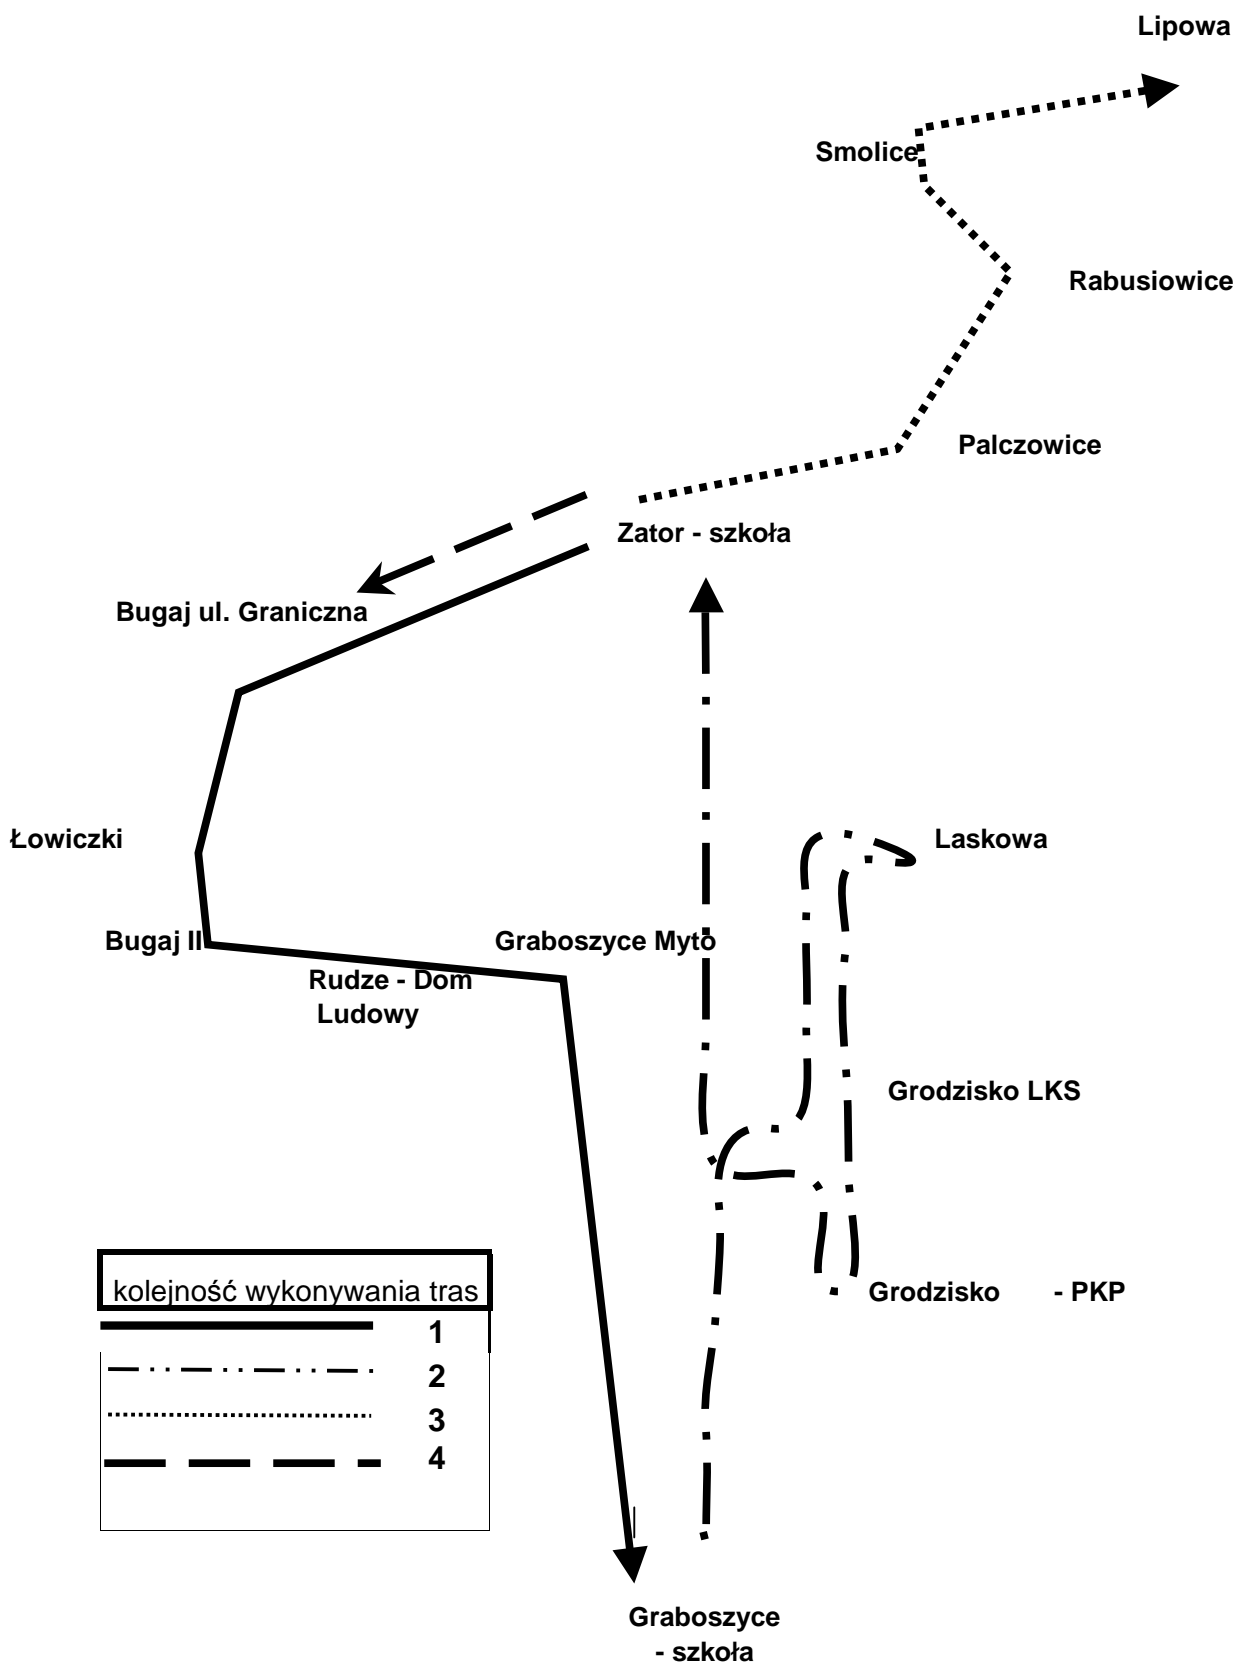 Lipowa
Smolice
Rabusiowice
Palczowice
Zator - szkoła
Bugaj ul. Graniczna
Łowiczki
Laskowa
Bugaj II
Graboszyce Myto
Rudze - Dom
Ludowy
Grodzisko LKS
Grodzisko - PKP
kolejność wykonywania tras
1
2
3
4
Graboszyce
- szkoła